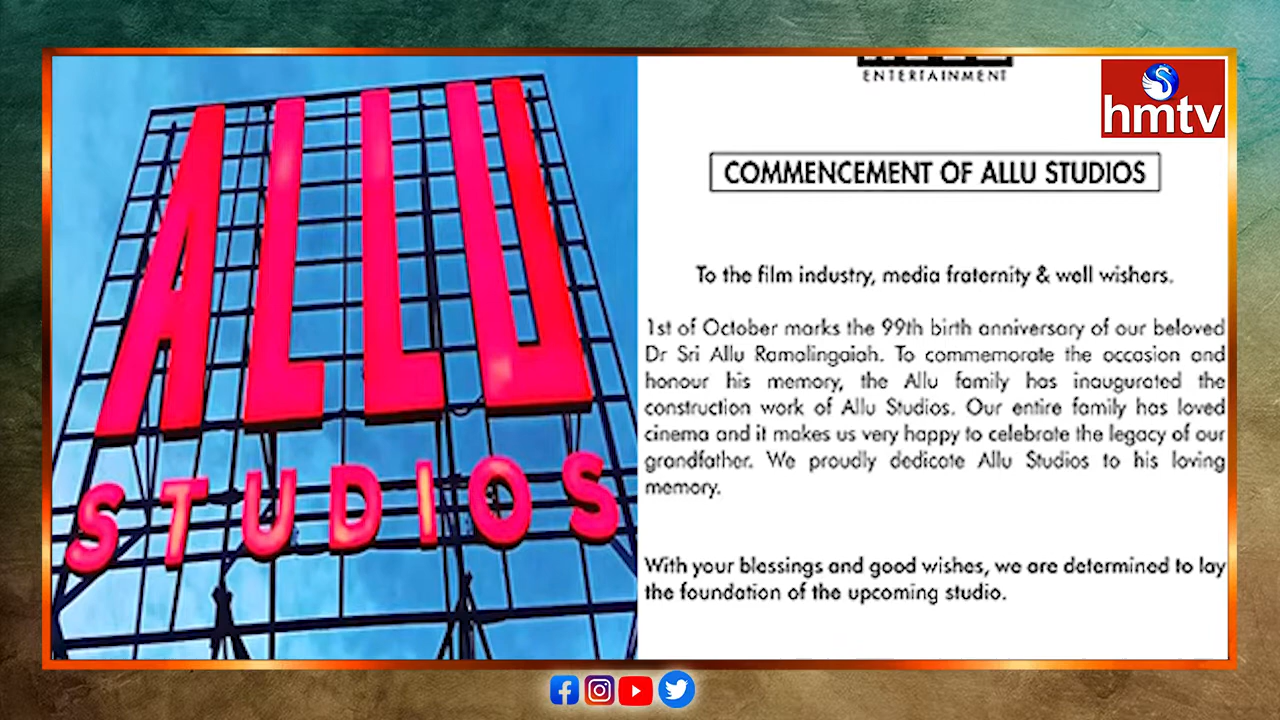 ALLU
STUDIOS
ENTERTAINMENT
hmtv
COMMENCEMENT OF ALLU STUDIOS
To the film industry, media fraternity & well wishers.
1st of October marks the 99th birth anniversary of our beloved
Dr Sri Allu Ramalingaiah. To commemorate the occasion and
honour his memory, the Allu family has inaugurated the
construction work of Allu Studios. Our entire family has loved
cinema and it makes us very happy to celebrate the legacy of our
grandfather. We proudly dedicate Allu Studios to his loving
memory.
With your blessings and good wishes, we are determined to lay
the foundation of the upcoming studio.